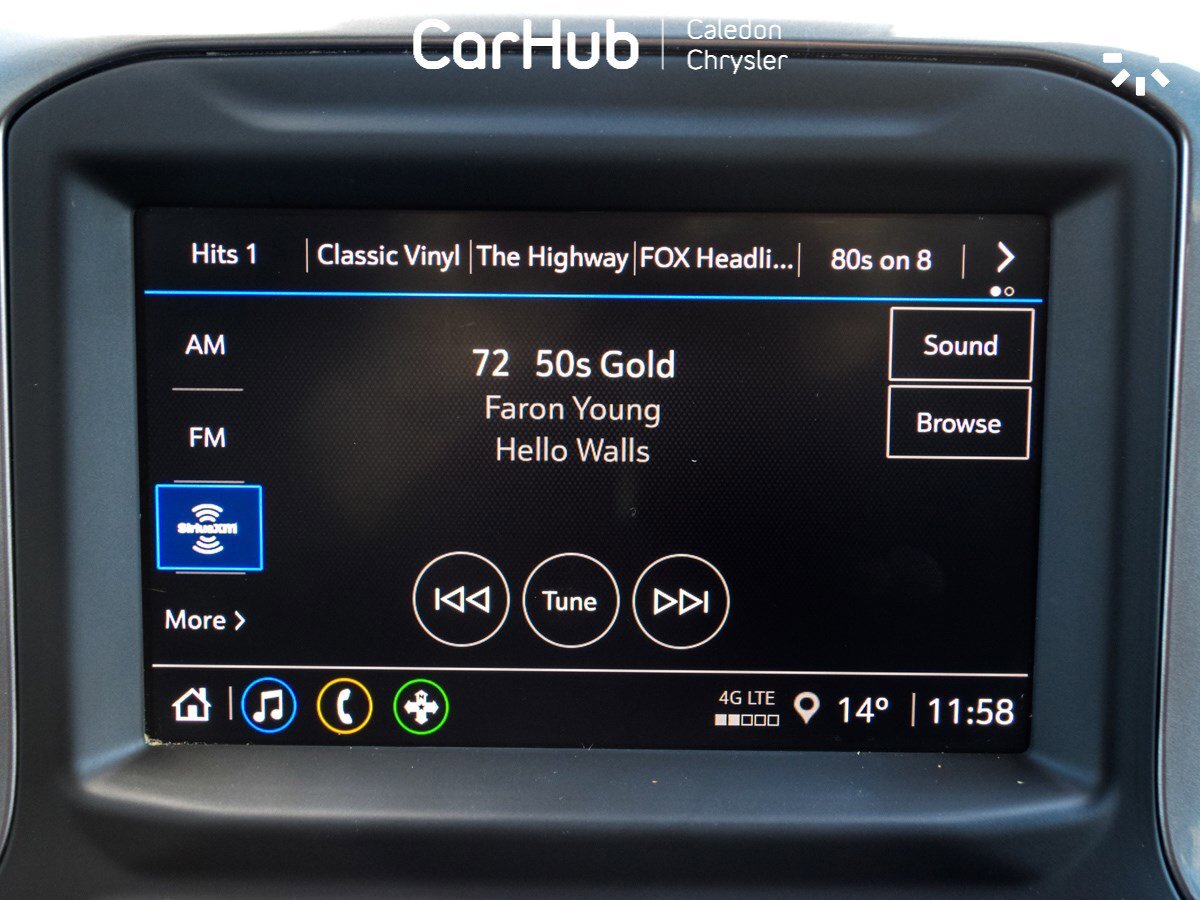 CarHub | Caledon Chrysler
Hits 1 | Classic Vinyl | The Highway | FOX Headli... | 80s on 8 |
AM
72 50s Gold
Sound
Faron Young
Browse
FM
Hello Walls
SiriusXM
Tune
More >
4G LTE
14° | 11:58